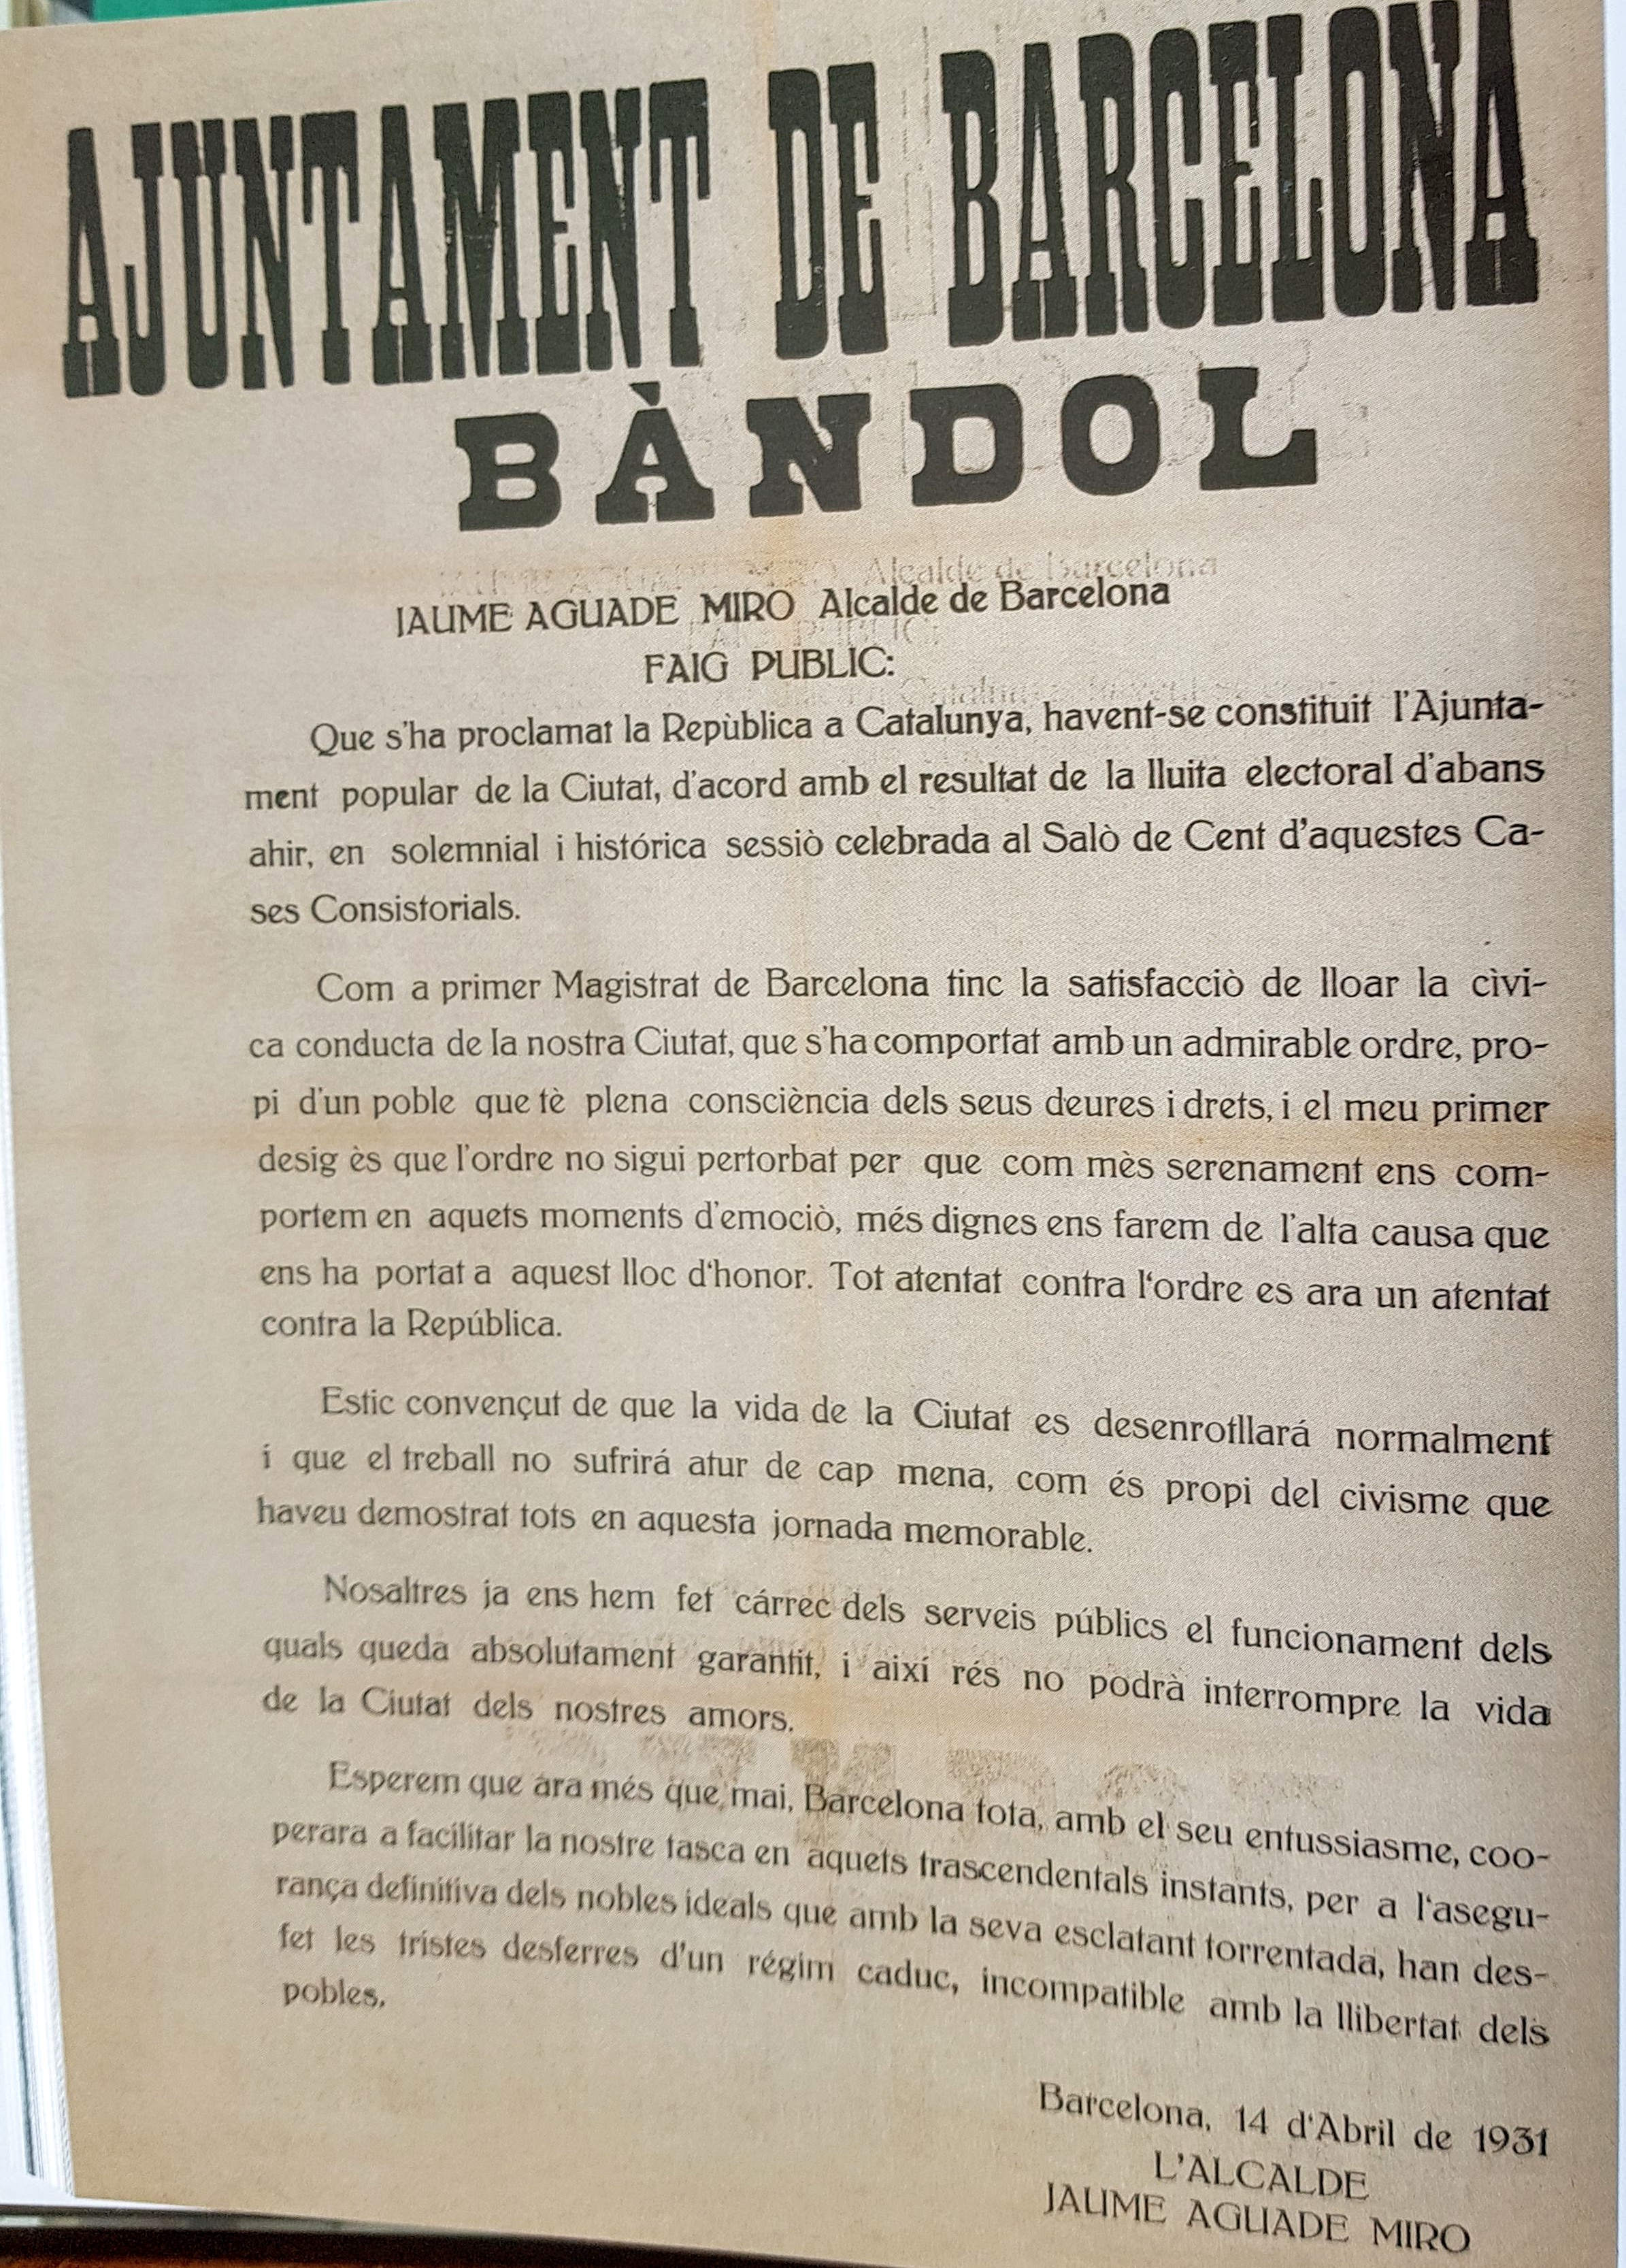 AJUNTAMENT DE BARCELONA
BÀNDOL
JAUME AGUADE MIRO Alcalde de Barcelona
FAIG PUBLIC:
Que s'ha proclamat la Repùblica a Catalunya, havent-se constituit l'Ajunta-
ment popular de la Ciutat, d'acord amb el resultat de la lluita electoral d'abans
ahir, en solemnial i histórica sessiò celebrada al Salò de Cent d'aquestes Ca-
ses Consistorials.
Com a primer Magistrat de Barcelona tinc la satisfacciò de lloar la cìvi-
ca conducta de la nostra Ciutat, que s'ha comportat amb un admirable ordre, pro-
pi d'un poble que tè plena consciència dels seus deures i drets, i el meu primer
desig ès que l'ordre no sigui pertorbat per que com mès serenament ens com-
portem en aquets moments d'emociò, més dignes ens farem de l'alta causa que
ens ha portat a aquest lloc d'honor. Tot atentat contra l'ordre es ara un atentat
contra la República.
Estic convençut de que la vida de la Ciutat es desenrotllará normalment
i que el treball no sufrirá atur de cap mena, com és propi del civisme que
haveu demostrat tots en aquesta jornada memorable.
Nosaltres ja ens hem fet cárrec dels serveis públics el funcionament dels
quals queda absolutament garantit, i així rés no podrà interrompre la vida
de la Ciutat dels nostres amors.
Esperem que ara més que mai, Barcelona tota, amb el seu entussiasme, coo-
perara a facilitar la nostre tasca en aquets trascendentals instants, per a l'asegu-
rança definitiva dels nobles ideals que amb la seva esclatant torrentada, han des-
fet les tristes desferres d'un régim caduc, incompatible amb la llibertat dels
pobles.
Barcelona, 14 d'Abril de 1931
L'ALCALDE
JAUME AGUADE MIRO